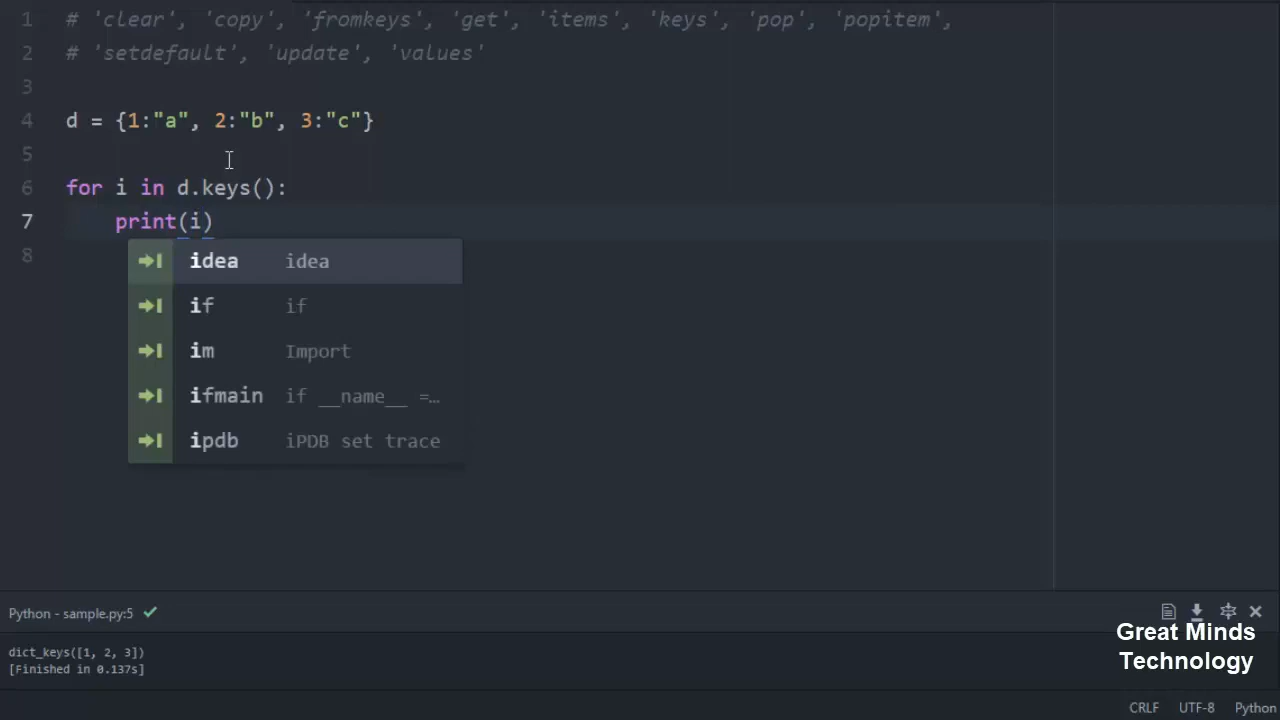 1 # 'clear', 'copy', 'fromkeys', 'get', 'items', 'keys', 'pop', 'popitem',
2 # 'setdefault', 'update', 'values'
3
4 d = {1:"a", 2:"b", 3:"c"}
5
6 for i in d.keys():
7     print(i)
8
idea idea
if if
im Import
ifmain if __name__ =…
ipdb iPDB set trace
Python - sample.py:5
dict_keys([1, 2, 3])
[Finished in 0.137s]
Great Minds
Technology
CRLF UTF-8 Python